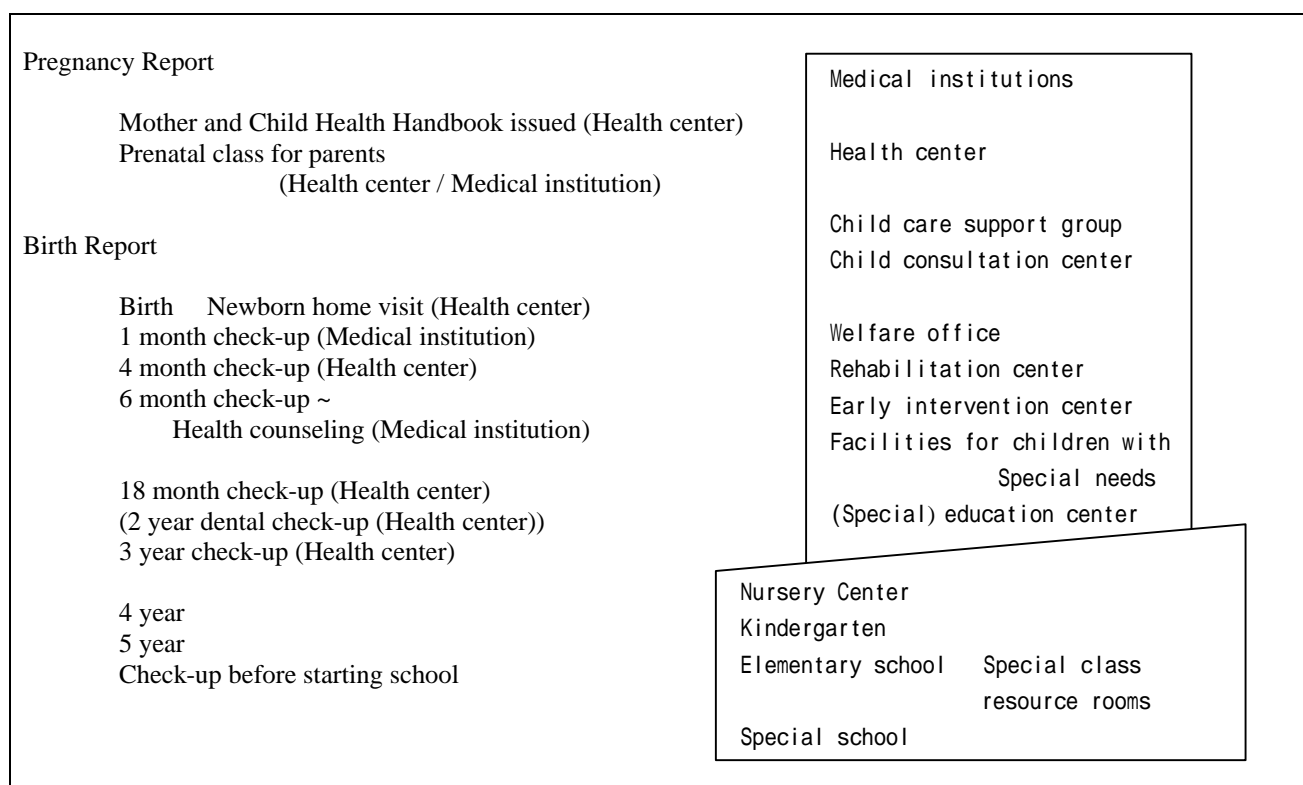 Pregnancy Report
Mother and Child Health Handbook issued (Health center)
Prenatal class for parents
(Health center / Medical institution)
Birth Report
Birth Newborn home visit (Health center)
1 month check-up (Medical institution)
4 month check-up (Health center)
6 month check-up ~
Health counseling (Medical institution)
18 month check-up (Health center)
(2 year dental check-up (Health center))
3 year check-up (Health center)
4 year
5 year
Check-up before starting school
Medical institutions
Health center
Child care support group
Child consultation center
Welfare office
Rehabilitation center
Early intervention center
Facilities for children with
Special needs
(Special) education center
Nursery Center
Kindergarten
Elementary school Special class
resource rooms
Special school